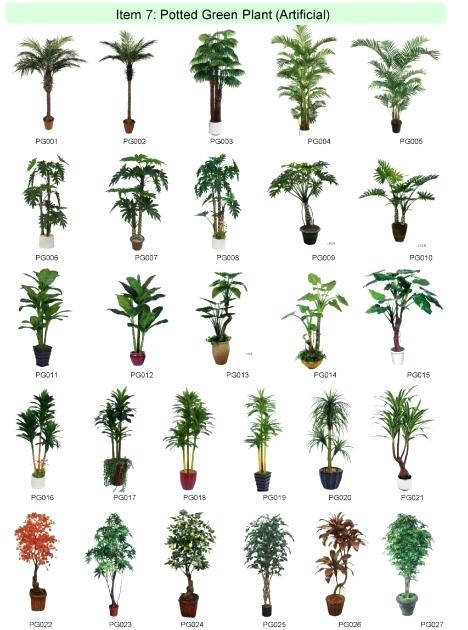 Item 7: Potted Green Plant (Artificial)
PG001 PG002 PG003 PG004 PG005
PG006 PG007 PG008 PG009 PG010
PG011 PG012 PG013 PG014 PG015
PG016 PG017 PG018 PG019 PG020 PG021
PG022 PG023 PG024 PG025 PG026 PG027